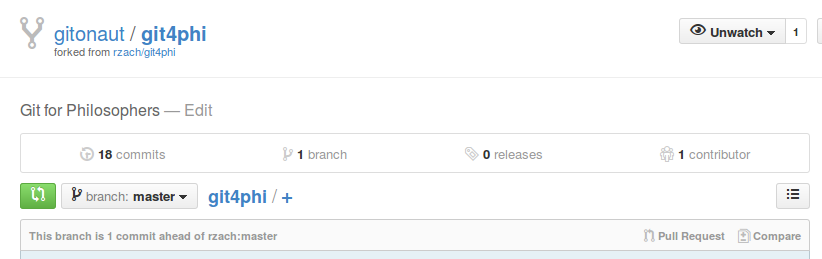 gitonaut / git4phi
forked from rzach/git4phi
Unwatch 1
Git for Philosophers — Edit
18 commits 1 branch 0 releases 1 contributor
branch: master git4phi / +
This branch is 1 commit ahead of rzach:master Pull Request Compare